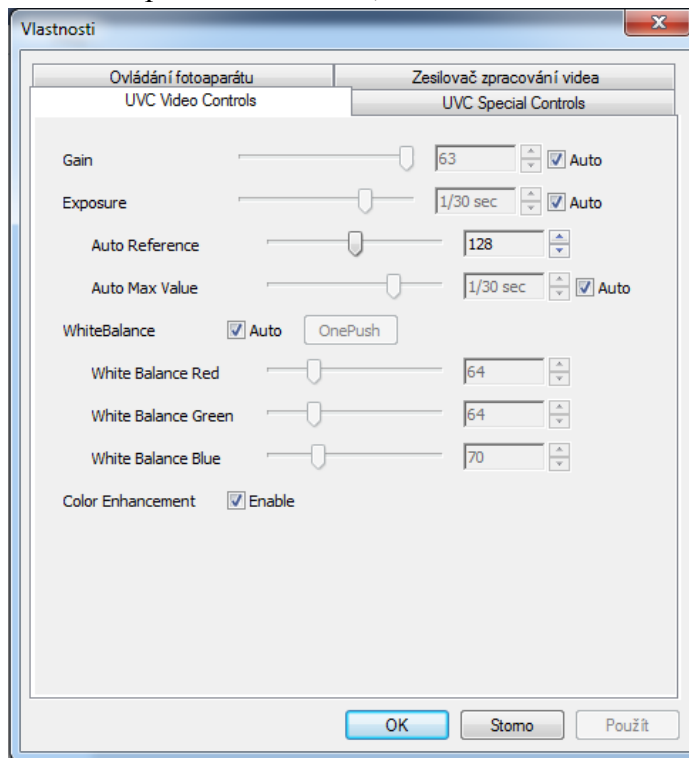 Vlastnosti
Ovládání fotoaparátu Zesilovač zpracování videa
UVC Video Controls UVC Special Controls
Gain 63 Auto
Exposure 1/30 sec Auto
Auto Reference 128
Auto Max Value 1/30 sec Auto
WhiteBalance Auto OnePush
White Balance Red 64
White Balance Green 64
White Balance Blue 70
Color Enhancement Enable
OK Storno Použít